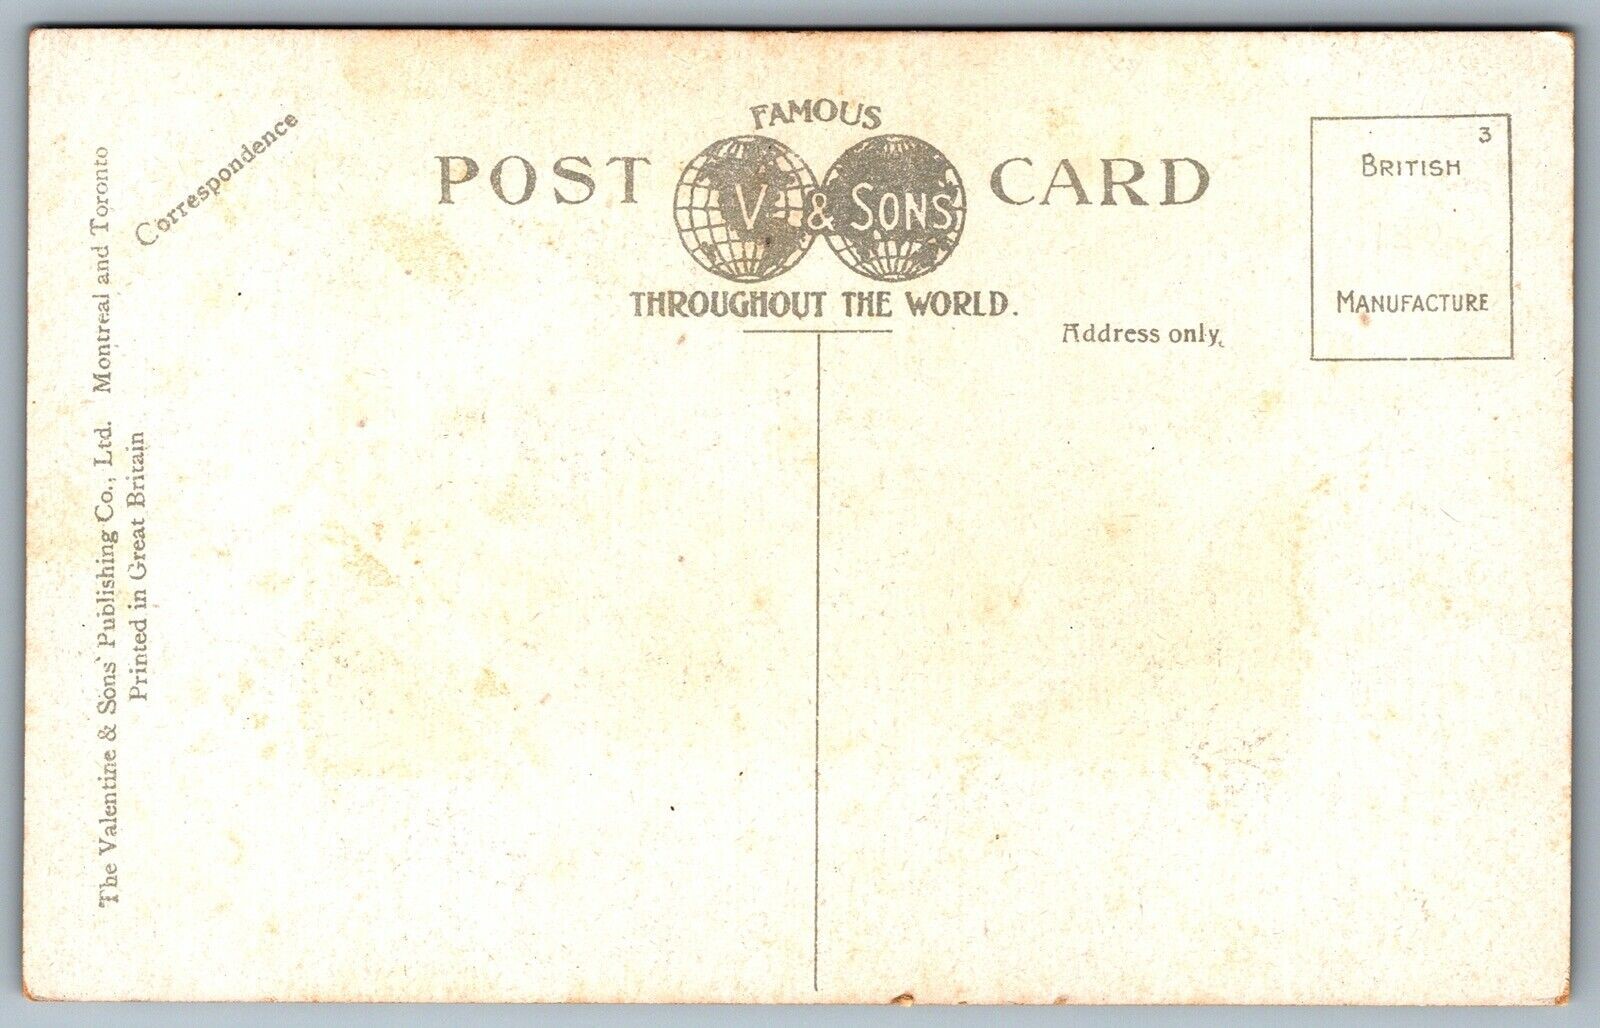 FAMOUS
POST V & SONS CARD
THROUGHOUT THE WORLD.
Correspondence
Address only.
3
BRITISH
MANUFACTURE
The Valentine & Sons' Publishing Co., Ltd. Montreal and Toronto
Printed in Great Britain